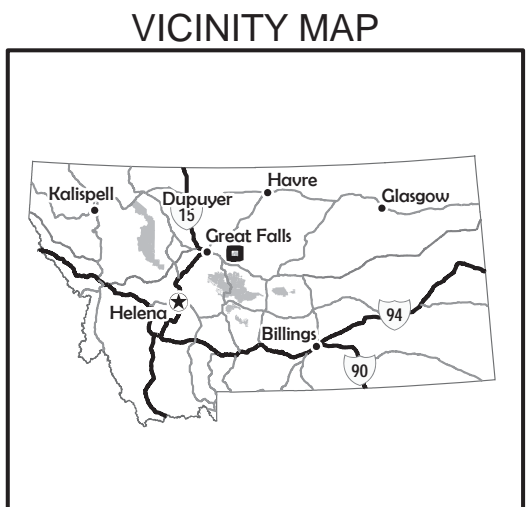 VICINITY MAP
Havre
Kalispell
Dupuyer
Glasgow
15
Great Falls
Helena
94
Billings
90